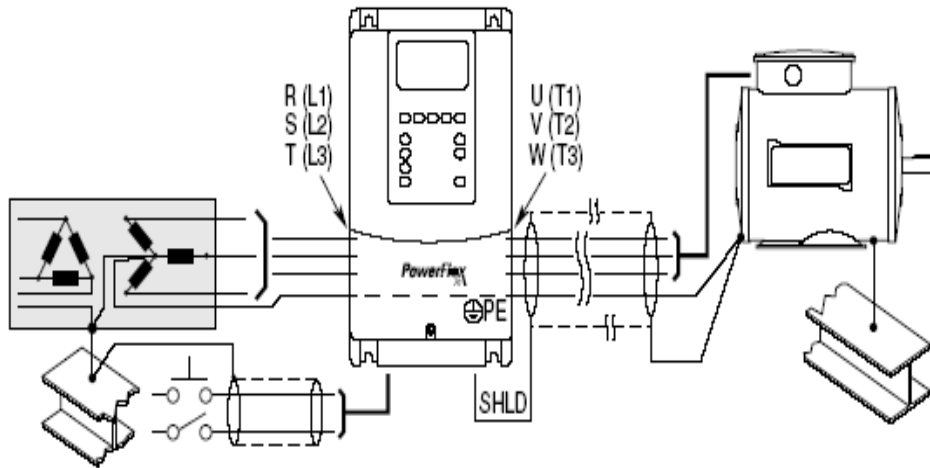 R (L1)
S (L2)
T (L3)
U (T1)
V (T2)
W (T3)
PowerFlex
PE
SHLD